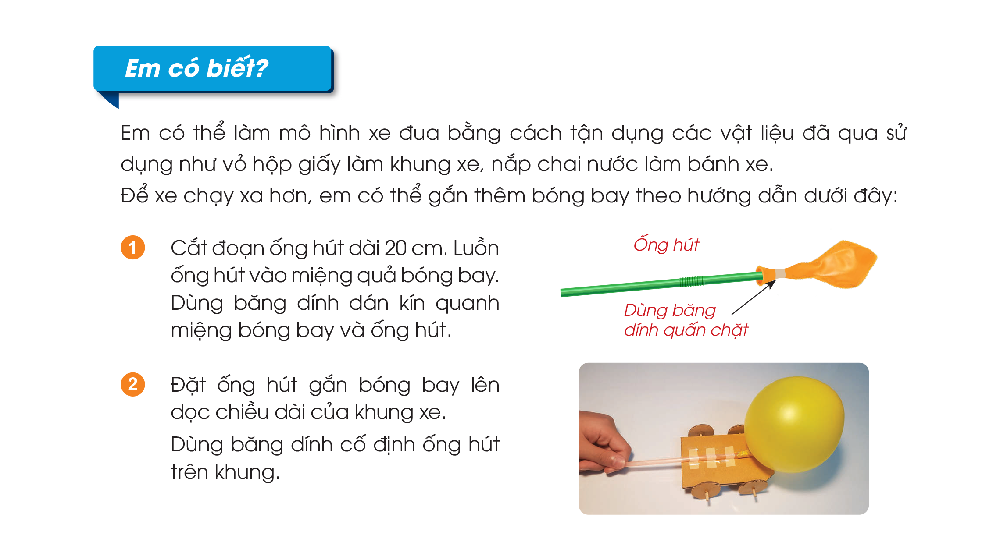 Em có biết?
Em có thể làm mô hình xe đua bằng cách tận dụng các vật liệu đã qua sử
dụng như vỏ hộp giấy làm khung xe, nắp chai nước làm bánh xe.
Để xe chạy xa hơn, em có thể gắn thêm bóng bay theo hướng dẫn dưới đây:
1 Cắt đoạn ống hút dài 20 cm. Luồn
ống hút vào miệng quả bóng bay.
Dùng băng dính dán kín quanh
miệng bóng bay và ống hút.
Ống hút
Dùng băng
dính quấn chặt
2 Đặt ống hút gắn bóng bay lên
dọc chiều dài của khung xe.
Dùng băng dính cố định ống hút
trên khung.